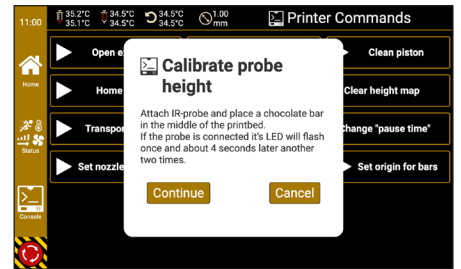 11:00
35.2°C
35.1°C
34.5°C
34.5°C
34.5°C
34.5°C
1.00
mm
Printer Commands
Home
Status
Console
Open e
Clean piston
Home
Clear height map
Transpor
Change "pause time"
Set nozzle
Set origin for bars
Calibrate probe
height
Attach IR-probe and place a chocolate bar
in the middle of the printbed.
If the probe is connected it's LED will flash
once and about 4 seconds later another
two times.
Continue
Cancel